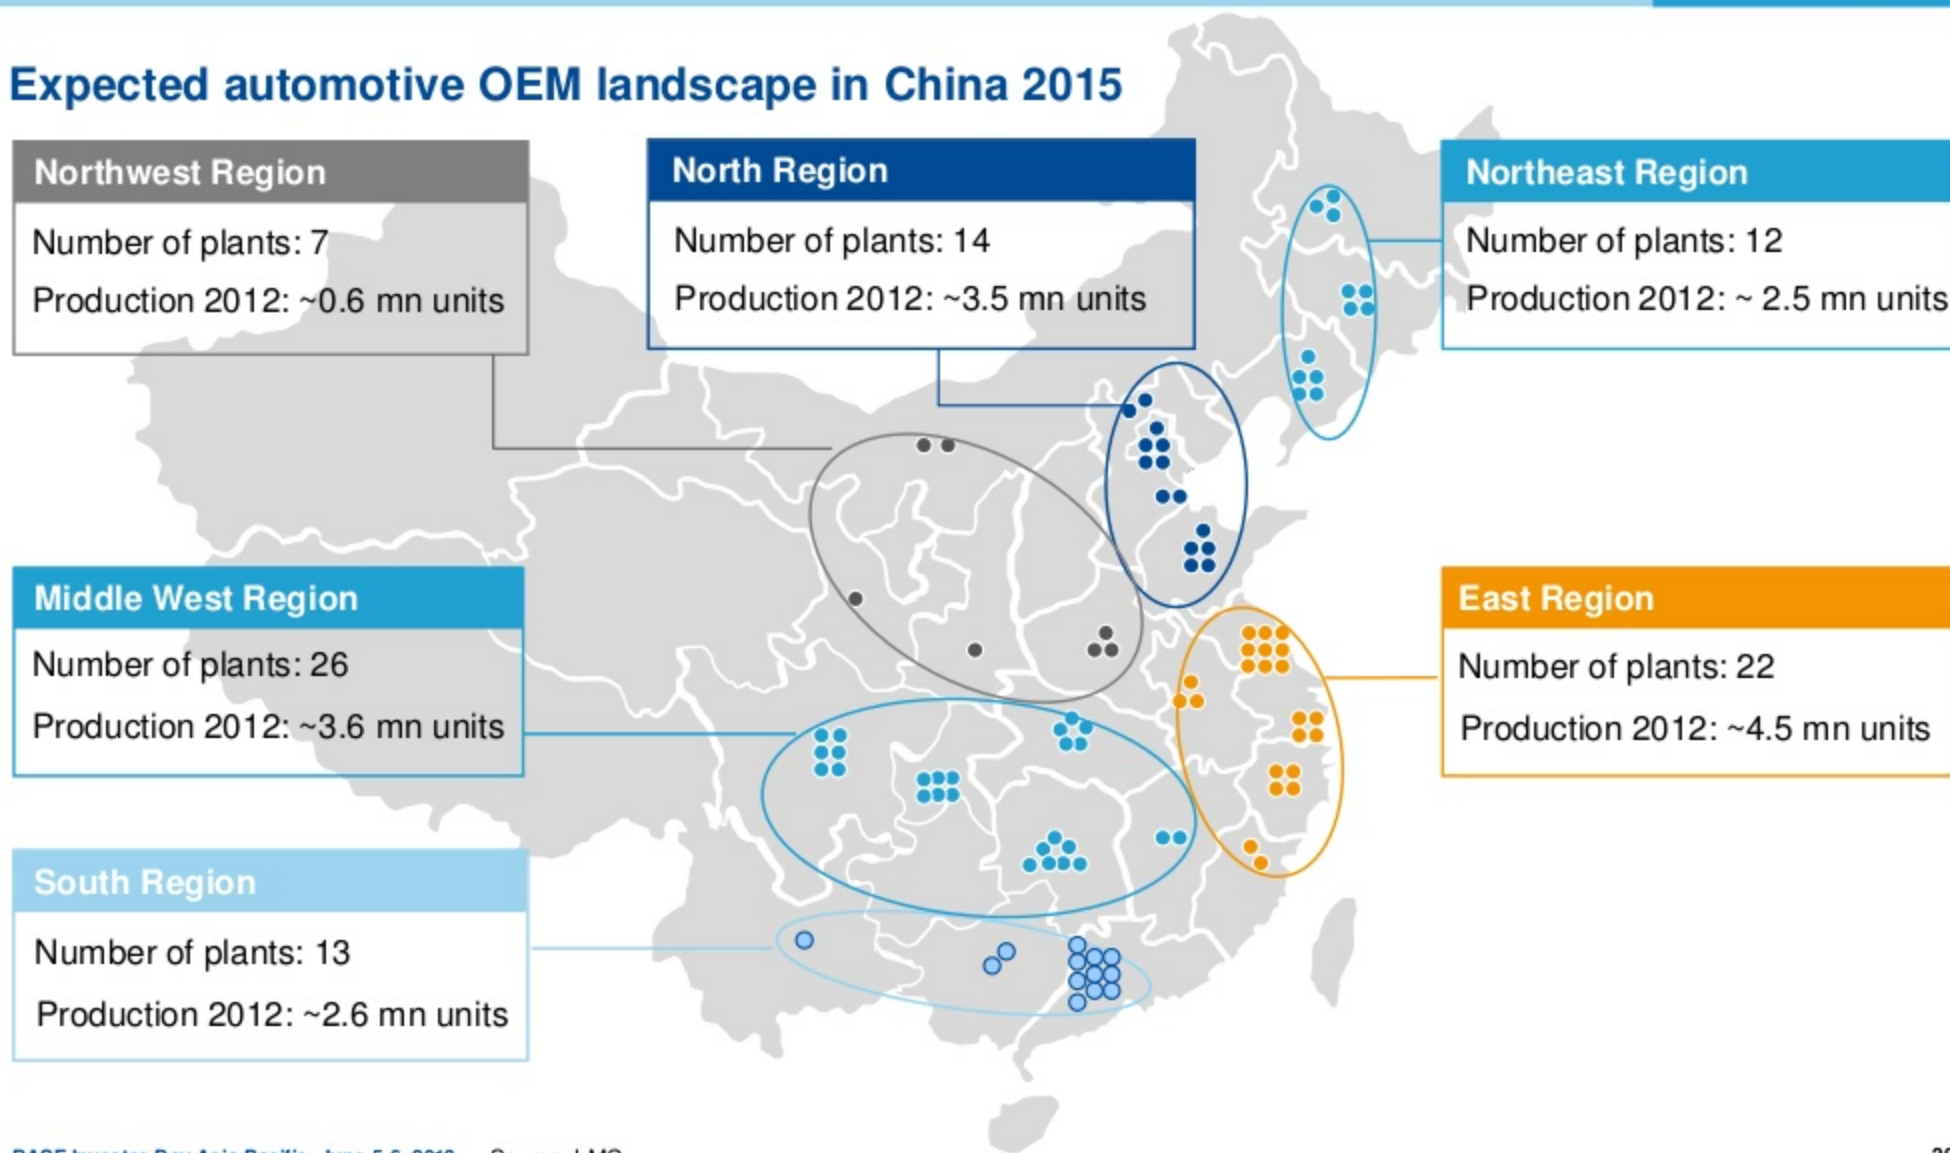 Expected automotive OEM landscape in China 2015
Northwest Region
Number of plants: 7
Production 2012: ~0.6 mn units
North Region
Number of plants: 14
Production 2012: ~3.5 mn units
Northeast Region
Number of plants: 12
Production 2012: ~ 2.5 mn units
Middle West Region
Number of plants: 26
Production 2012: ~3.6 mn units
East Region
Number of plants: 22
Production 2012: ~4.5 mn units
South Region
Number of plants: 13
Production 2012: ~2.6 mn units